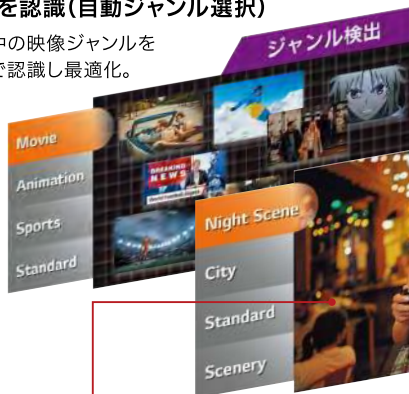 を認識(自動ジャンル選択)
中の映像ジャンルを
で認識し最適化。
ジャンル検出
Movie
Animation
Sports
Standard
BREAKING
NEWS
Night Scene
City
Standard
Scenery